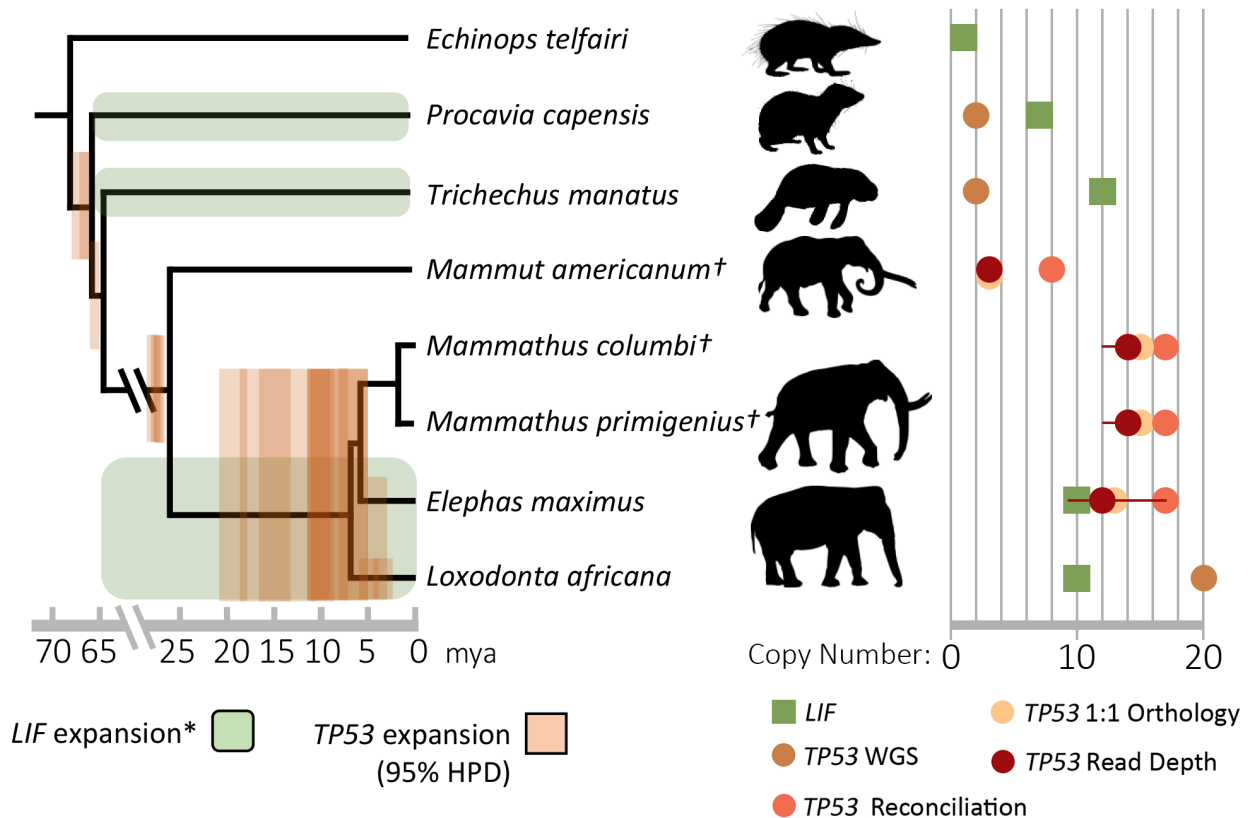 Echinops telfairi
Procavia capensis
Trichechus manatus
Mammut americanum†
Mammathus columbi†
Mammathus primigenius†
Elephas maximus
Loxodonta africana
70 65 25 20 15 10 5 0 mya
Copy Number: 0 10 20
LIF expansion*
TP53 expansion
(95% HPD)
LIF
TP53 WGS
TP53 Reconciliation
TP53 1:1 Orthology
TP53 Read Depth